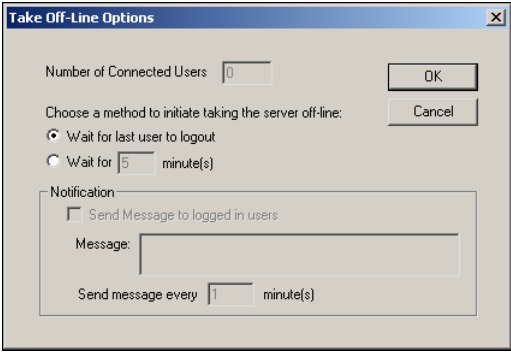 Take Off-Line Options
Number of Connected Users 0
OK
Choose a method to initiate taking the server off-line:
Cancel
Wait for last user to logout
Wait for 5 minute(s)
Notification
Send Message to logged in users
Message:
Send message every 1 minute(s)